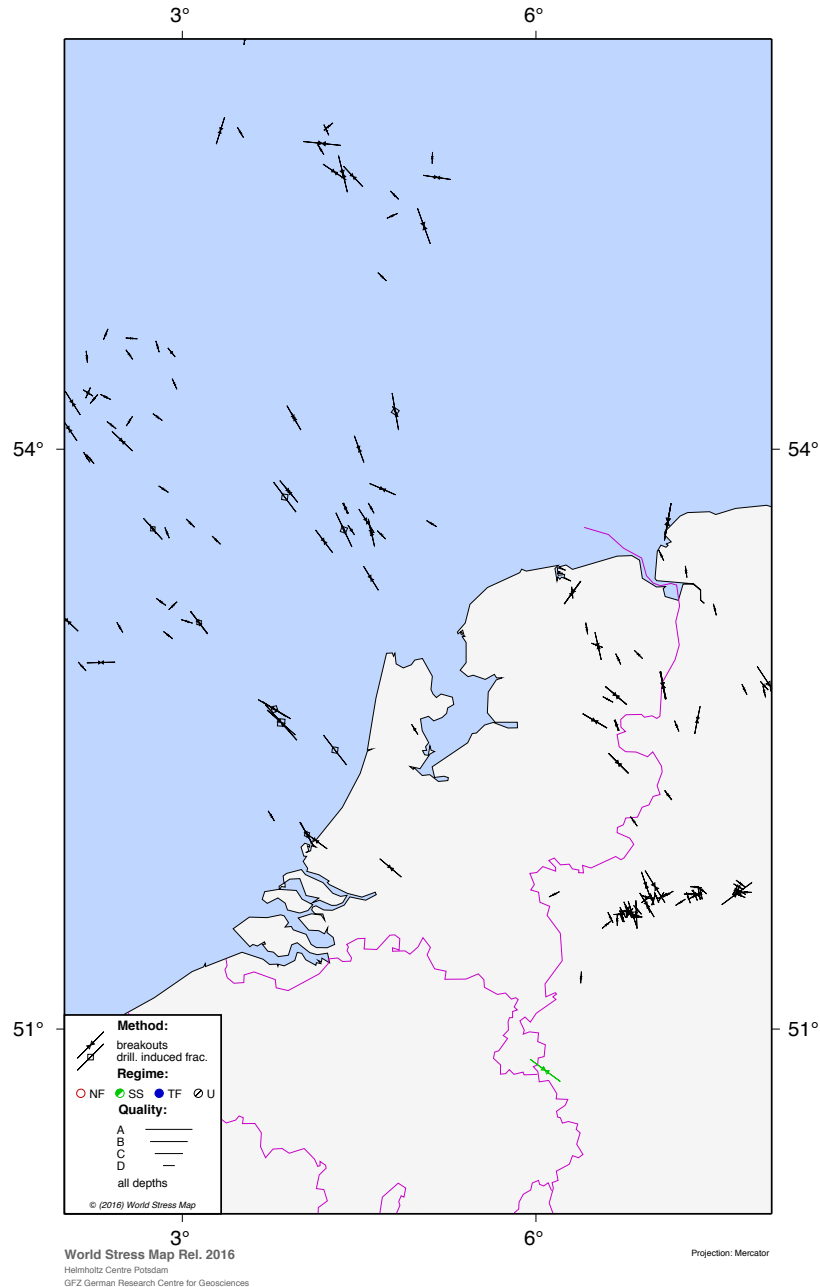 3° 6°
54° 54°
51° 51°
Method:
breakouts
drill. induced frac.
Regime:
NF SS TF U
Quality:
A
B
C
D
all depths
© (2016) World Stress Map
3° 6°
World Stress Map Rel. 2016
Projection: Mercator
Helmholtz Centre Potsdam
GFZ German Research Centre for Geosciences